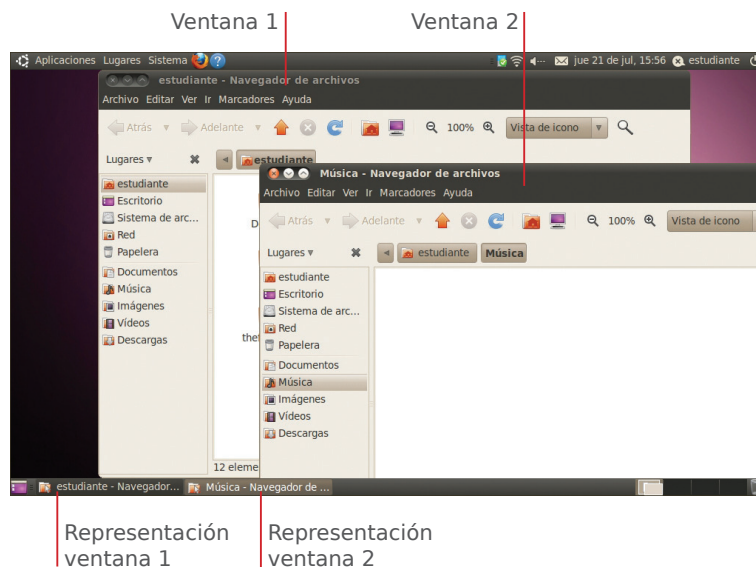 Ventana 1
Ventana 2
Aplicaciones Lugares Sistema
jue 21 de jul, 15:56 estudiante
estudiante - Navegador de archivos
Archivo Editar Ver Ir Marcadores Ayuda
Atrás Adelante 100% Vista de icono
Lugares
estudiante
estudiante
Escritorio
Sistema de arc...
Red
Papelera
Documentos
Música
Imágenes
Vídeos
Descargas
D
the
12 eleme
Música - Navegador de archivos
Archivo Editar Ver Ir Marcadores Ayuda
Atrás Adelante 100% Vista de icono
Lugares
estudiante Música
estudiante
Escritorio
Sistema de arc...
Red
Papelera
Documentos
Música
Imágenes
Vídeos
Descargas
estudiante - Navegador... Música - Navegador de ...
Representación
ventana 1
Representación
ventana 2